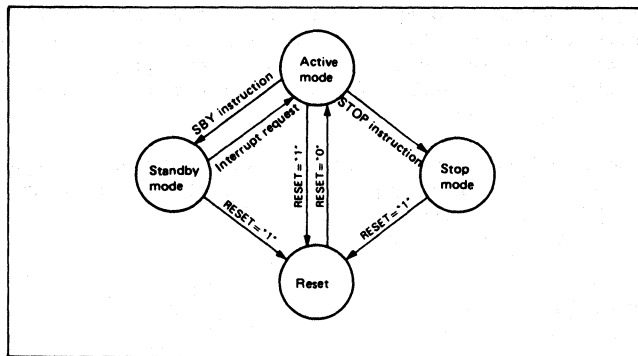 Active
mode
SBY instruction
Interrupt request
STOP instruction
RESET="1"
RESET="0"
Standby
mode
Stop
mode
RESET="1"
RESET="1"
Reset